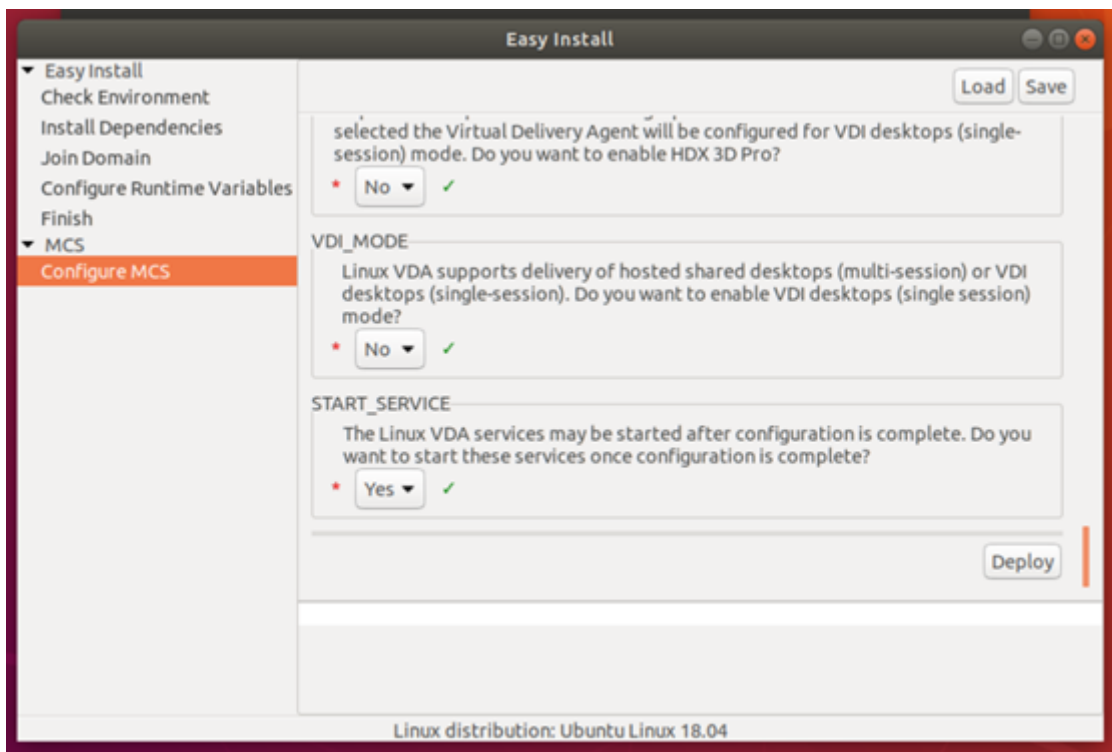 Easy Install
Easy Install
Check Environment
Install Dependencies
Join Domain
Configure Runtime Variables
Finish
MCS
Configure MCS
Load Save
selected the Virtual Delivery Agent will be configured for VDI desktops (single-
session) mode. Do you want to enable HDX 3D Pro?
* No ✓
VDI_MODE
Linux VDA supports delivery of hosted shared desktops (multi-session) or VDI
desktops (single-session). Do you want to enable VDI desktops (single session)
mode?
* No ✓
START_SERVICE
The Linux VDA services may be started after configuration is complete. Do you
want to start these services once configuration is complete?
* Yes ✓
Deploy
Linux distribution: Ubuntu Linux 18.04